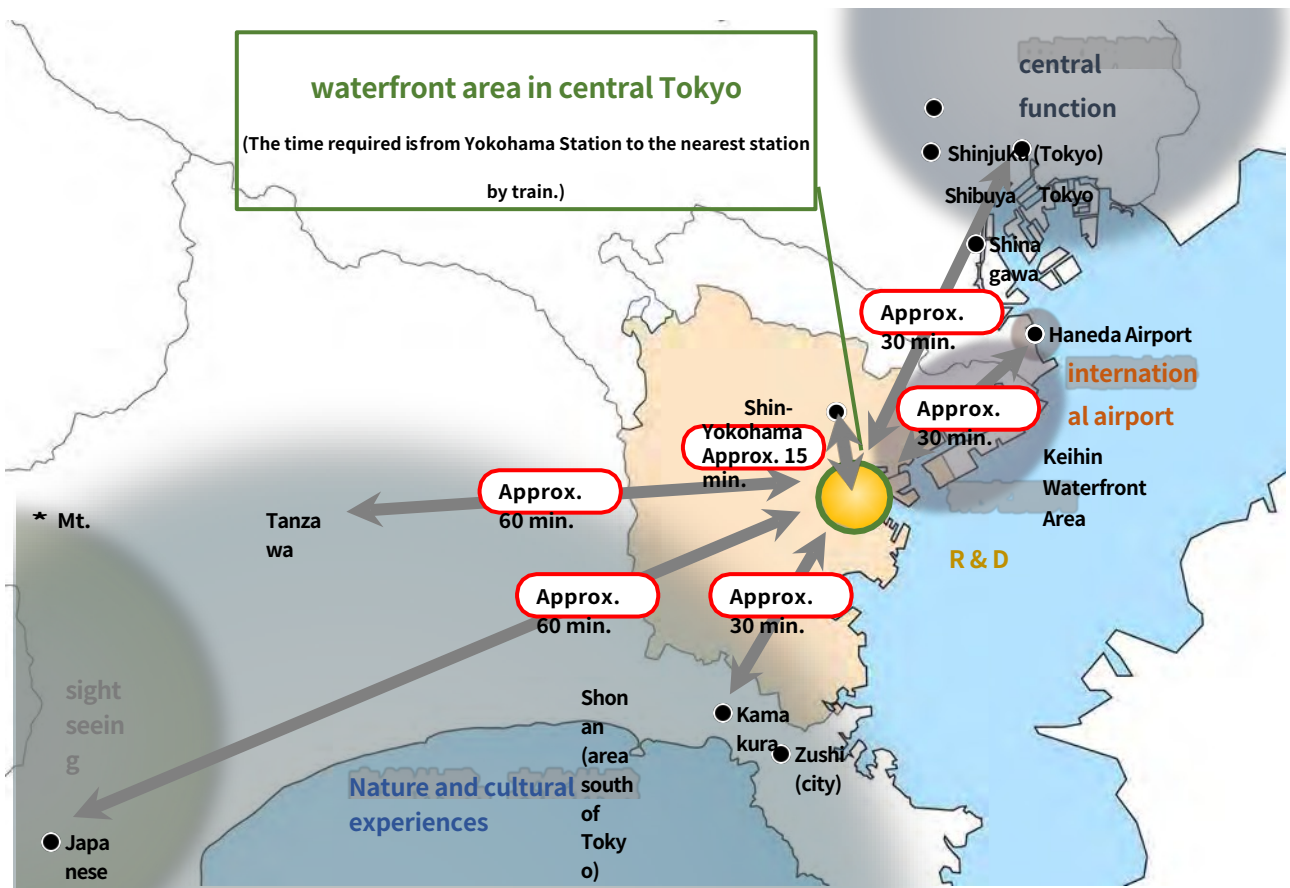 waterfront area in central Tokyo
(The time required is from Yokohama Station to the nearest station
by train.)
central
function
Shinjuku (Tokyo)
Shibuya Tokyo
Shina
gawa
Approx.
30 min.
Haneda Airport
internation
al airport
Approx.
30 min.
Shin-
Yokohama
Approx. 15
min.
Keihin
Waterfront
Area
Approx.
60 min.
* Mt.
Tanza
wa
R & D
Approx.
60 min.
Approx.
30 min.
sight
seein
g
Shon
an
(area
south
of
Toky
o)
Kama
kura
Zushi
(city)
Nature and cultural
experiences
Japa
nese